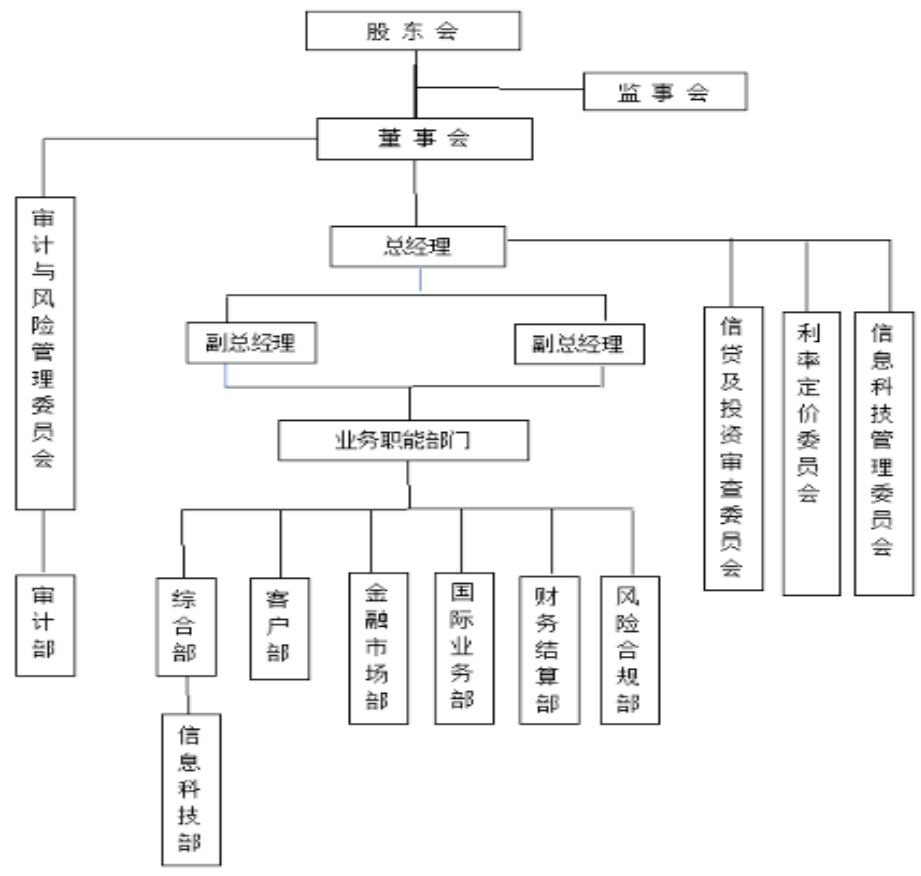 股东会
监事会
董事会
总经理
副总经理
副总经理
业务职能部门
审计与风险管理委员会
信贷及投资审查委员会
利率定价委员会
信息科技管理委员会
审计部
综合部
客户部
金融市场部
国际业务部
财务结算部
风险合规部
信息科技部